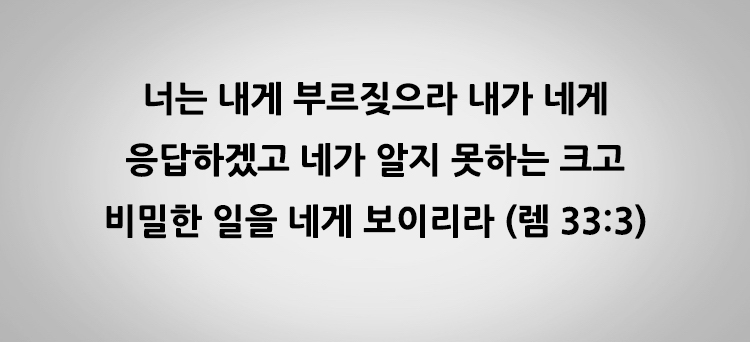 너는 내게 부르짖으라 내가 네게
응답하겠고 네가 알지 못하는 크고
비밀한 일을 네게 보이리라 (렘 33:3)